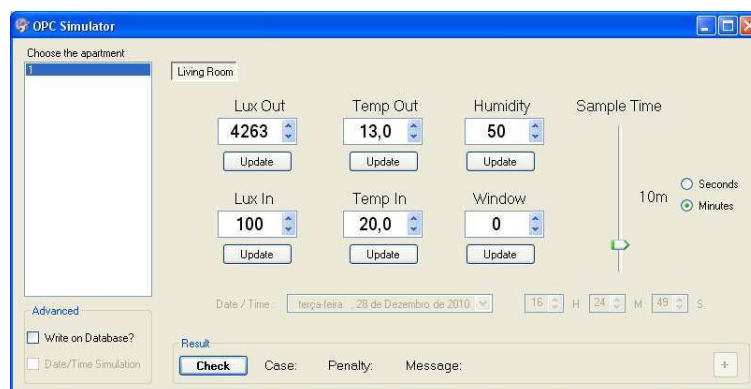 OPC Simulator
Choose the apartment
1
Living Room
Lux Out Temp Out Humidity Sample Time
4263 13,0 50
Update Update Update
10m
Seconds
Minutes
Lux In Temp In Window
100 20,0 0
Update Update Update
Date / Time : terça-feira , 28 de Dezembro de 2010 16 H 24 M 49 S
Advanced
Write on Database?
Date/Time Simulation
Result
Check Case: Penalty: Message: +